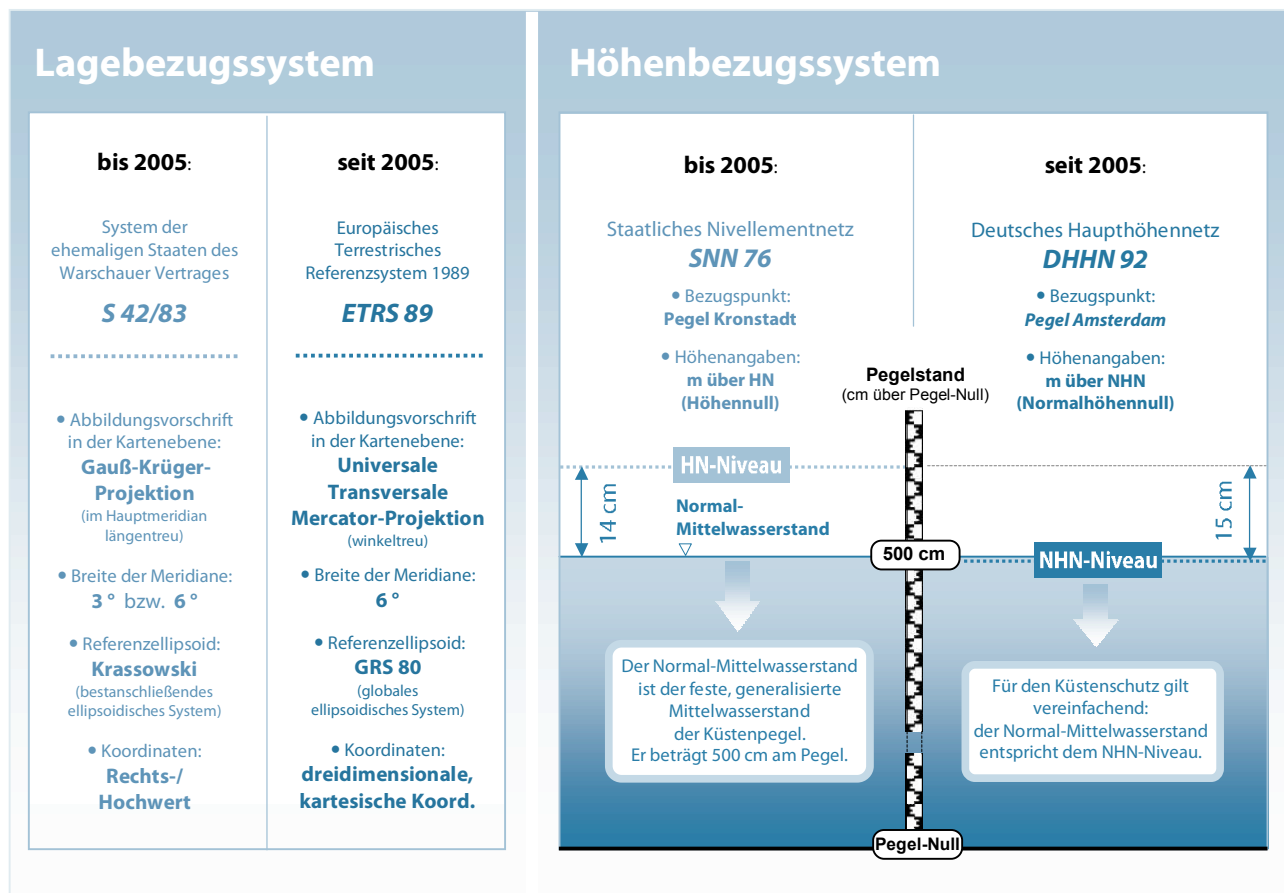 Lagebezugssystem
bis 2005:
System der
ehemaligen Staaten des
Warschauer Vertrages
S 42/83
• Abbildungsvorschrift
in der Kartenebene:
Gauß-Krüger-
Projektion
(im Hauptmeridian
längentreu)
• Breite der Meridiane:
3 ° bzw. 6 °
• Referenzellipsoid:
Krassowski
(bestanschließendes
ellipsoidisches System)
• Koordinaten:
Rechts-/
Hochwert
seit 2005:
Europäisches
Terrestrisches
Referenzsystem 1989
ETRS 89
• Abbildungsvorschrift
in der Kartenebene:
Universale
Transversale
Mercator-Projektion
(winkeltreu)
• Breite der Meridiane:
6 °
• Referenzellipsoid:
GRS 80
(globales
ellipsoidisches System)
• Koordinaten:
dreidimensionale,
kartesische Koord.
Höhenbezugssystem
bis 2005:
Staatliches Nivellementnetz
SNN 76
• Bezugspunkt:
Pegel Kronstadt
• Höhenangaben:
m über HN
(Höhennull)
HN-Niveau
14 cm
Normal-
Mittelwasserstand
Der Normal-Mittelwasserstand
ist der feste, generalisierte
Mittelwasserstand
der Küstenpegel.
Er beträgt 500 cm am Pegel.
Pegelstand
(cm über Pegel-Null)
500 cm
Pegel-Null
seit 2005:
Deutsches Haupthöhennetz
DHHN 92
• Bezugspunkt:
Pegel Amsterdam
• Höhenangaben:
m über NHN
(Normalhöhennull)
15 cm
NHN-Niveau
Für den Küstenschutz gilt
vereinfachend:
der Normal-Mittelwasserstand
entspricht dem NHN-Niveau.